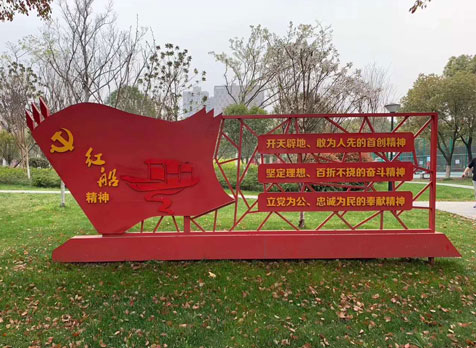 红船
精神
开天辟地、敢为人先的首创精神
坚定理想、百折不挠的奋斗精神
立党为公、忠诚为民的奉献精神